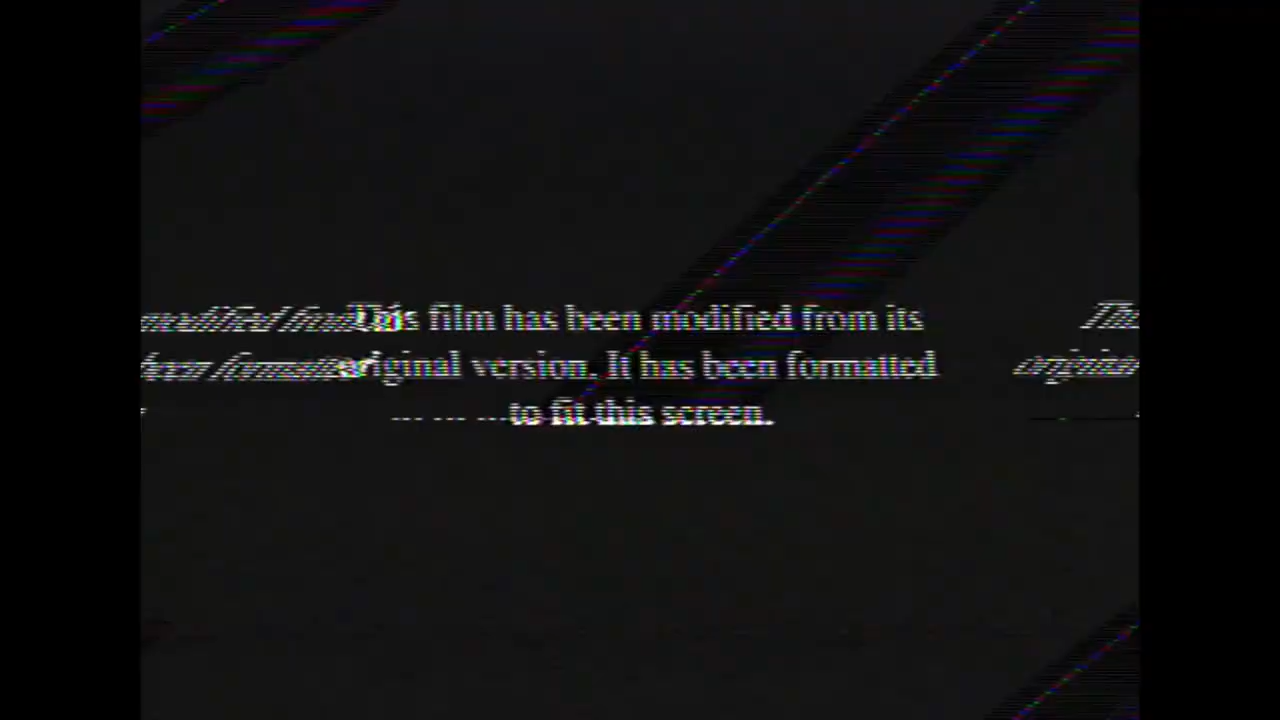 This film has been modified from its
original version. It has been formatted
to fit this screen.